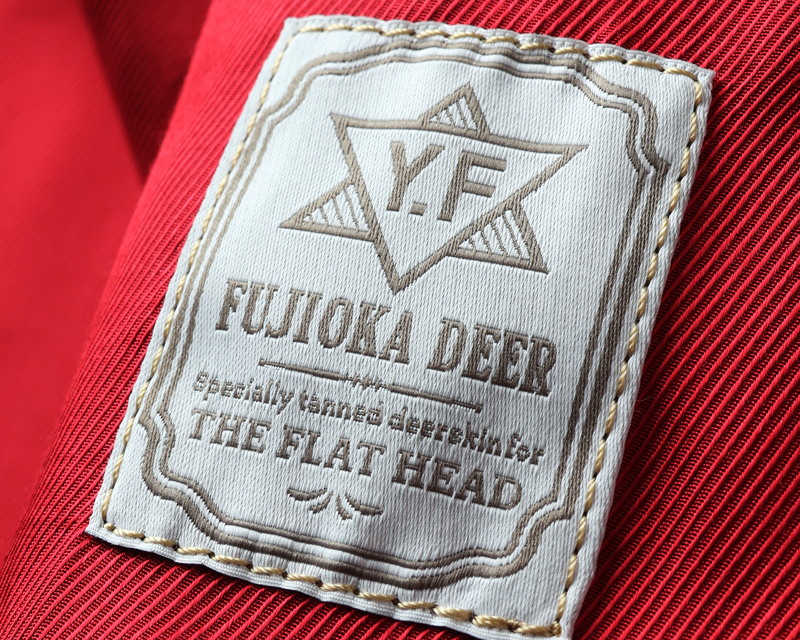 Y.F
FUJIOKA DEER
Specially tanned deerskin for
THE FLAT HEAD